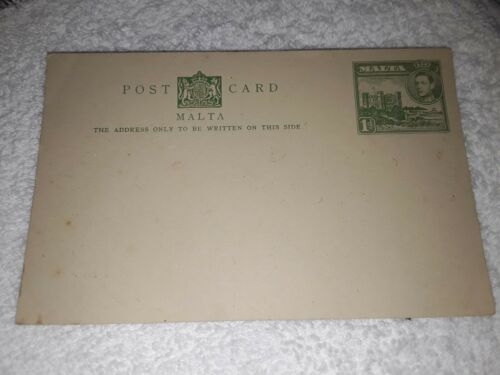 POST CARD
MALTA
THE ADDRESS ONLY TO BE WRITTEN ON THIS SIDE
MALTA
1D